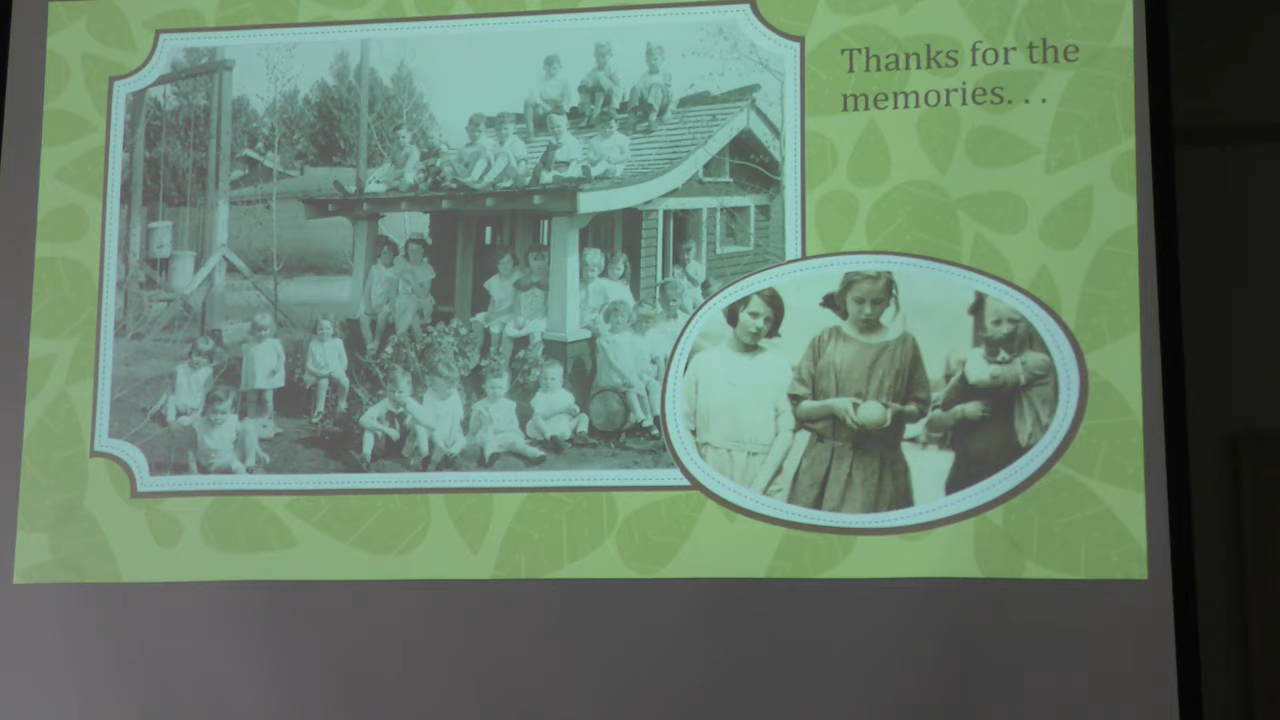 Thanks for the
memories. . .